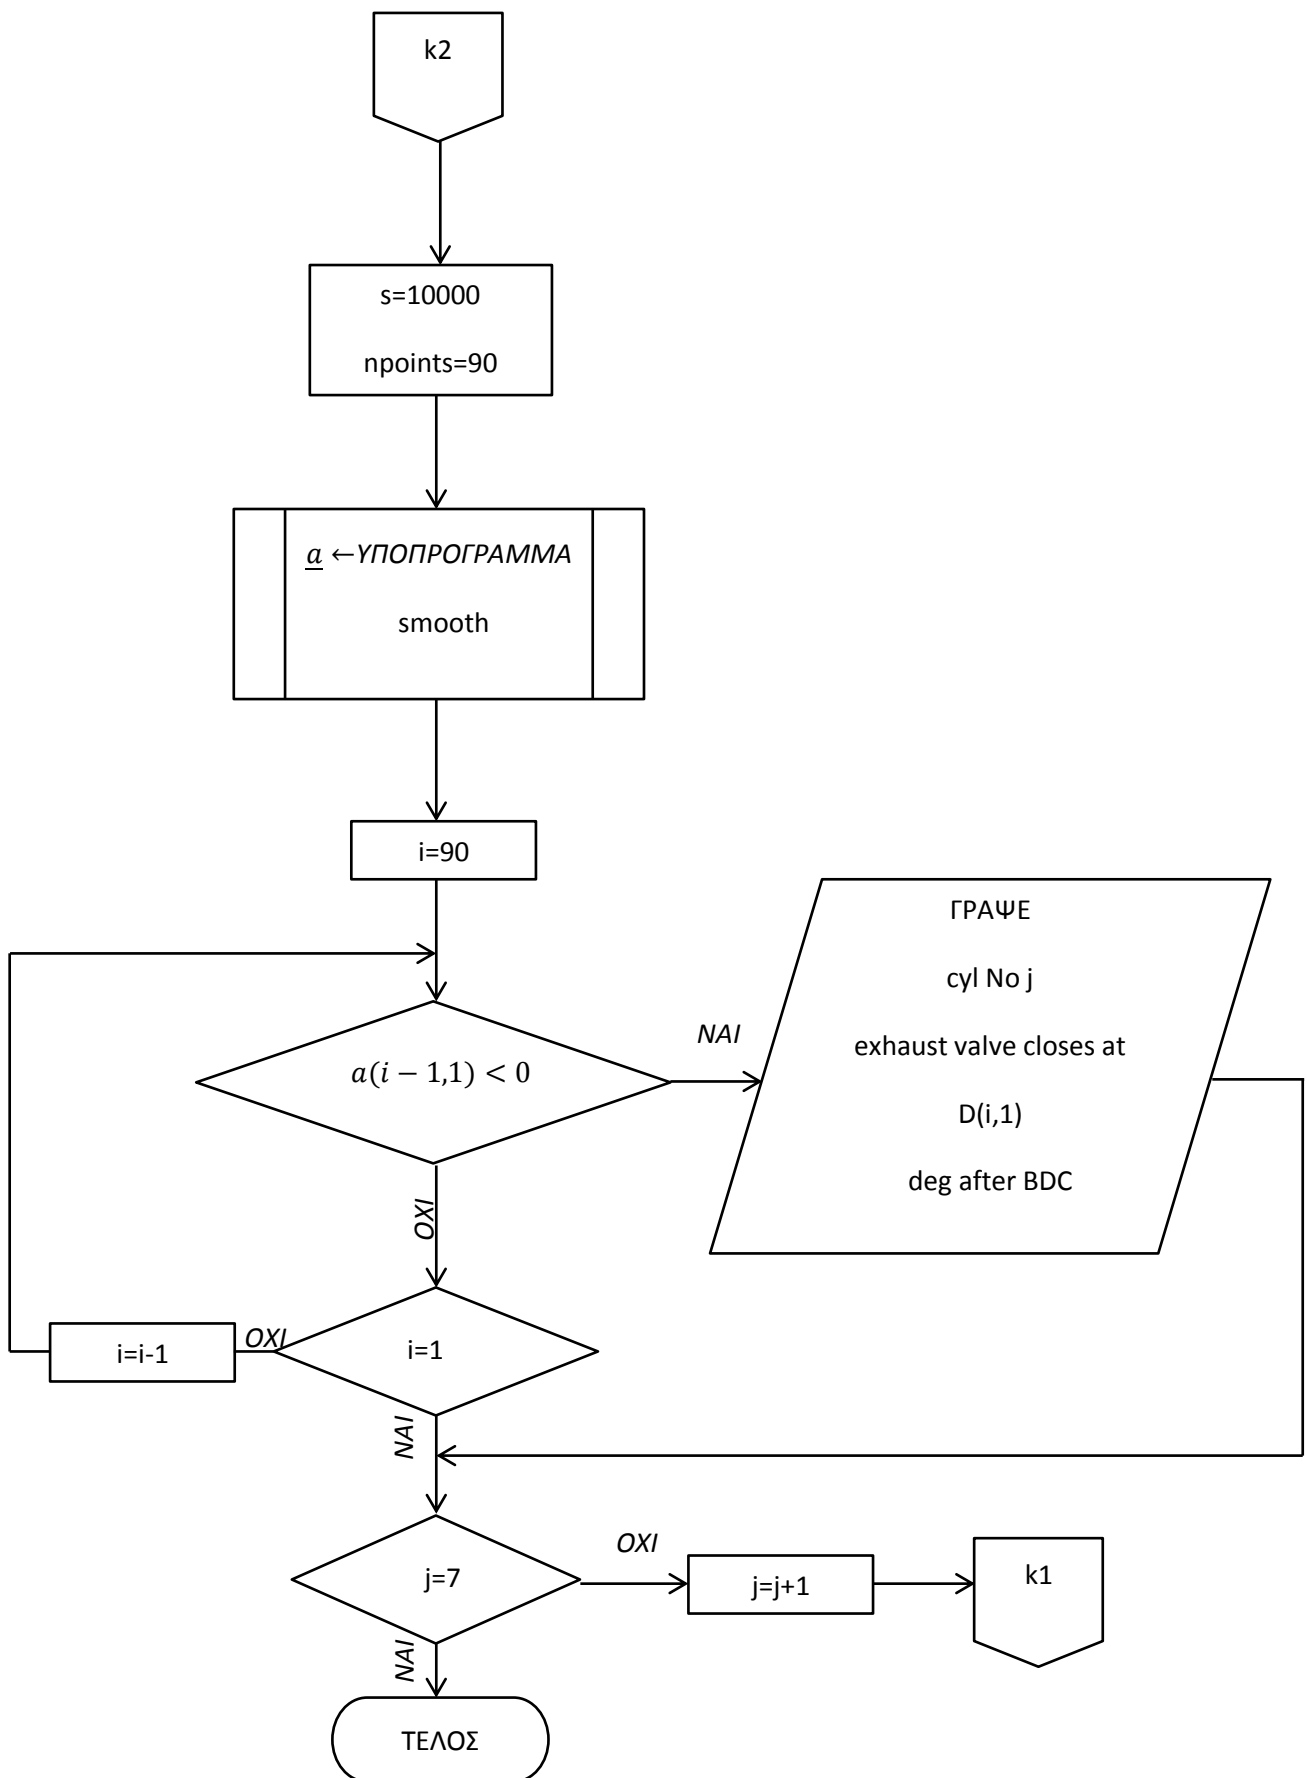 k2
s=10000
npoints=90
a ←ΥΠΟΠΡΟΓΡΑΜΜΑ
smooth
i=90
a(i − 1,1) < 0
ΝΑΙ
ΓΡΑΨΕ
cyl No j
exhaust valve closes at
D(i,1)
deg after BDC
ΟΧΙ
i=1
ΟΧΙ
i=i-1
ΝΑΙ
j=7
ΟΧΙ
j=j+1
k1
ΝΑΙ
ΤΕΛΟΣ